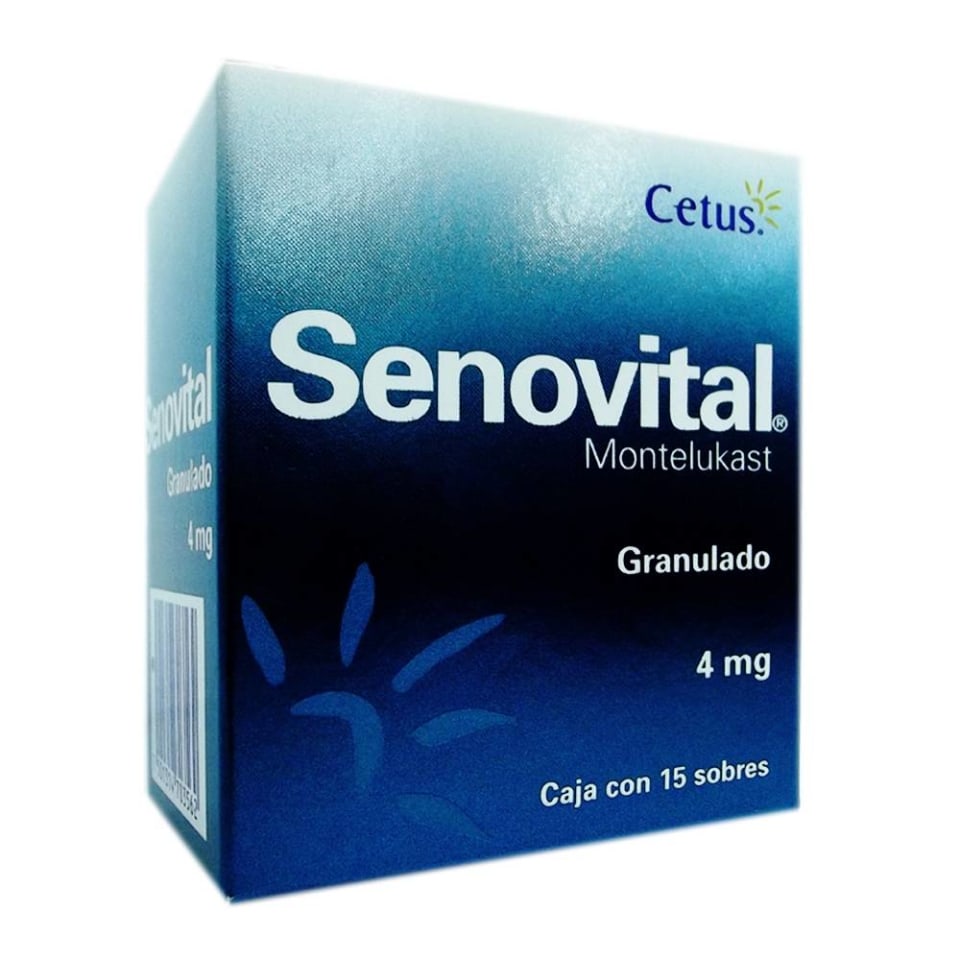 Cetus.
Senovital®
Montelukast
Granulado
4 mg
Caja con 15 sobres
Senovital
Granulado
4 mg